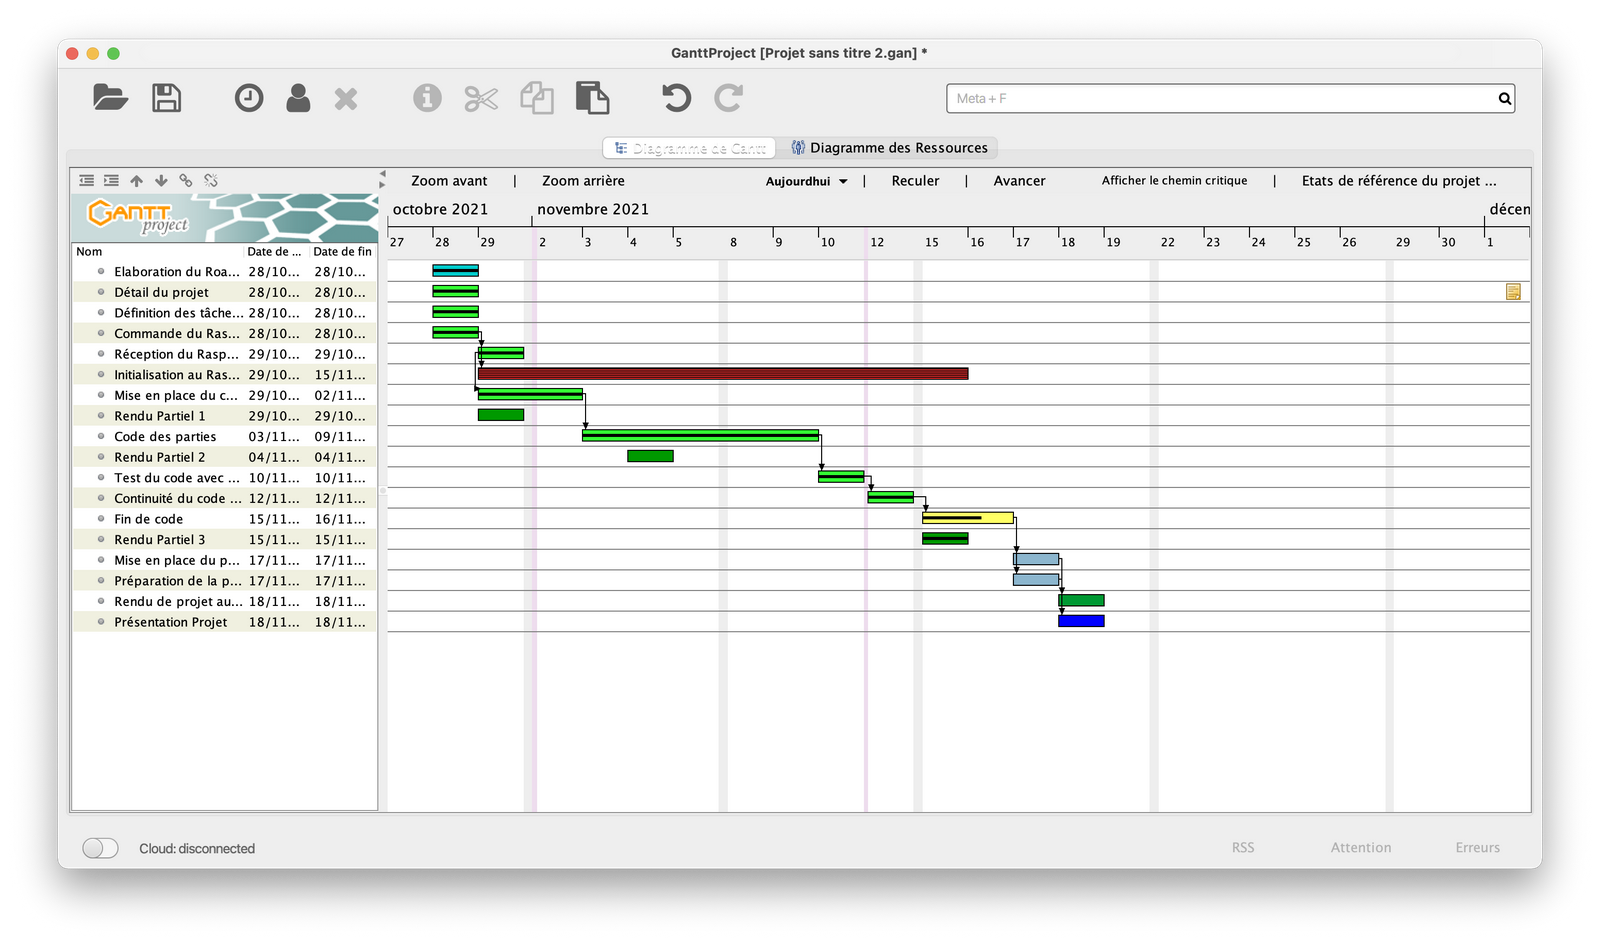 GanttProject [Projet sans titre 2.gan] *
Meta + F
Diagramme de Gantt Diagramme des Ressources
Zoom avant | Zoom arrière Aujourdhui | Reculer | Avancer Afficher le chemin critique | Etats de référence du projet ...
GANTT project
octobre 2021 novembre 2021 décen
27 28 29 2 3 4 5 8 9 10 12 15 16 17 18 19 22 23 24 25 26 29 30 1
Nom Date de ... Date de fin
Elaboration du Roa... 28/10... 28/10...
Détail du projet 28/10... 28/10...
Définition des tâche... 28/10... 28/10...
Commande du Ras... 28/10... 28/10...
Réception du Rasp... 29/10... 29/10...
Initialisation au Ras... 29/10... 15/11...
Mise en place du c... 29/10... 02/11...
Rendu Partiel 1 29/10... 29/10...
Code des parties 03/11... 09/11...
Rendu Partiel 2 04/11... 04/11...
Test du code avec ... 10/11... 10/11...
Continuité du code ... 12/11... 12/11...
Fin de code 15/11... 16/11...
Rendu Partiel 3 15/11... 15/11...
Mise en place du p... 17/11... 17/11...
Préparation de la p... 17/11... 17/11...
Rendu de projet au... 18/11... 18/11...
Présentation Projet 18/11... 18/11...
Cloud: disconnected RSS Attention Erreurs